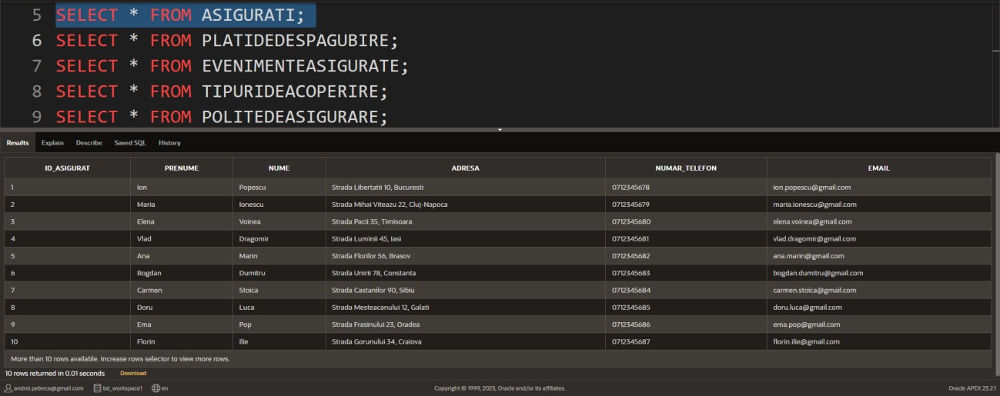 5 SELECT * FROM ASIGURATI;
6 SELECT * FROM PLATIDEDESPAGUBIRE;
7 SELECT * FROM EVENIMENTEASIGURATE;
8 SELECT * FROM TIPURIDEACOPERIRE;
9 SELECT * FROM POLITEDEASIGURARE;
Results Explain Describe Saved SQL History
ID_ASIGURAT PRENUME NUME ADRESA NUMAR_TELEFON EMAIL
1 Ion Popescu Strada Libertatii 10, Bucuresti 0712345678 ion.popescu@gmail.com
2 Maria Ionescu Strada Mihai Viteazu 22, Cluj-Napoca 0712345679 maria.ionescu@gmail.com
3 Elena Voinea Strada Pacii 35, Timisoara 0712345680 elena.voinea@gmail.com
4 Vlad Dragomir Strada Luminii 45, Iasi 0712345681 vlad.dragomir@gmail.com
5 Ana Marin Strada Florilor 56, Brasov 0712345682 ana.marin@gmail.com
6 Bogdan Dumitru Strada Unirii 78, Constanta 0712345683 bogdan.dumitru@gmail.com
7 Carmen Stoica Strada Castanilor 90, Sibiu 0712345684 carmen.stoica@gmail.com
8 Doru Luca Strada Mesteacanului 12, Galati 0712345685 doru.luca@gmail.com
9 Ema Pop Strada Frasinului 23, Oradea 0712345686 ema.pop@gmail.com
10 Florin Ilie Strada Gorunului 34, Craiova 0712345687 florin.ilie@gmail.com
More than 10 rows available. Increase rows selector to view more rows.
10 rows returned in 0.01 seconds Download
andrei.peterca@gmail.com bd_workspace1 en Copyright © 1999, 2023, Oracle and/or its affiliates. Oracle APEX 23.2.1